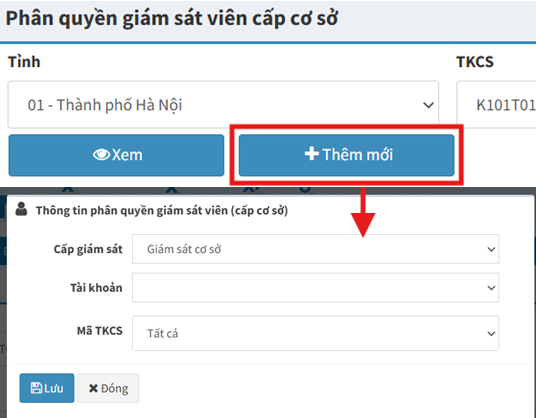 Phân quyền giám sát viên cấp cơ sở
Tỉnh TKCS
01 - Thành phố Hà Nội K101T01
Xem Thêm mới
Thông tin phân quyền giám sát viên (cấp cơ sở)
Cấp giám sát Giám sát cơ sở
Tài khoản
Mã TKCS Tất cả
Lưu Đóng